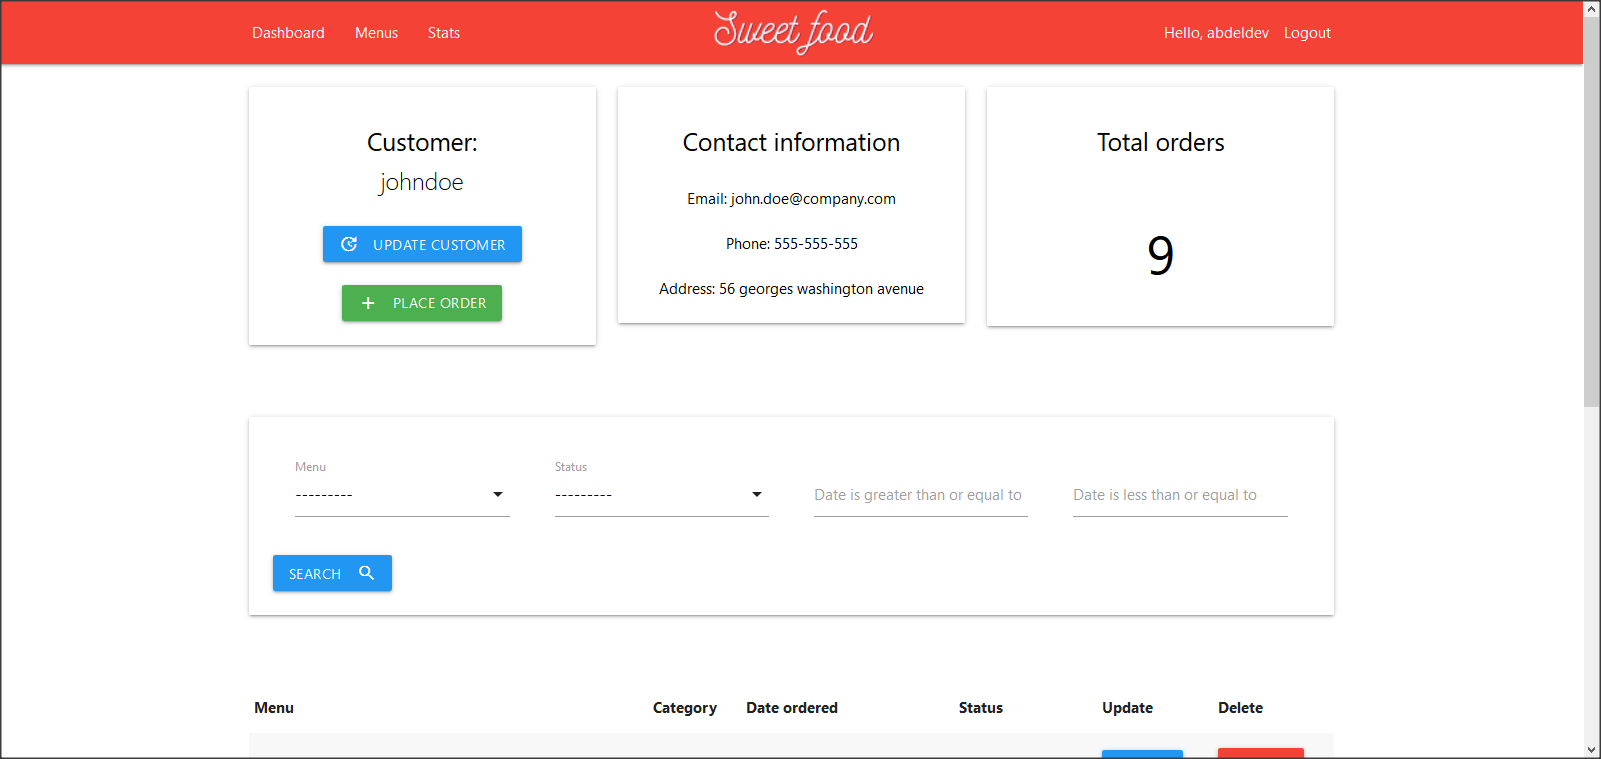 Dashboard Menus Stats Sweet food Hello, abdeldev Logout
Customer:
johndoe
UPDATE CUSTOMER
PLACE ORDER
Contact information
Email: john.doe@company.com
Phone: 555-555-555
Address: 56 georges washington avenue
Total orders
9
Menu Status
--------- --------- Date is greater than or equal to Date is less than or equal to
SEARCH
Menu Category Date ordered Status Update Delete